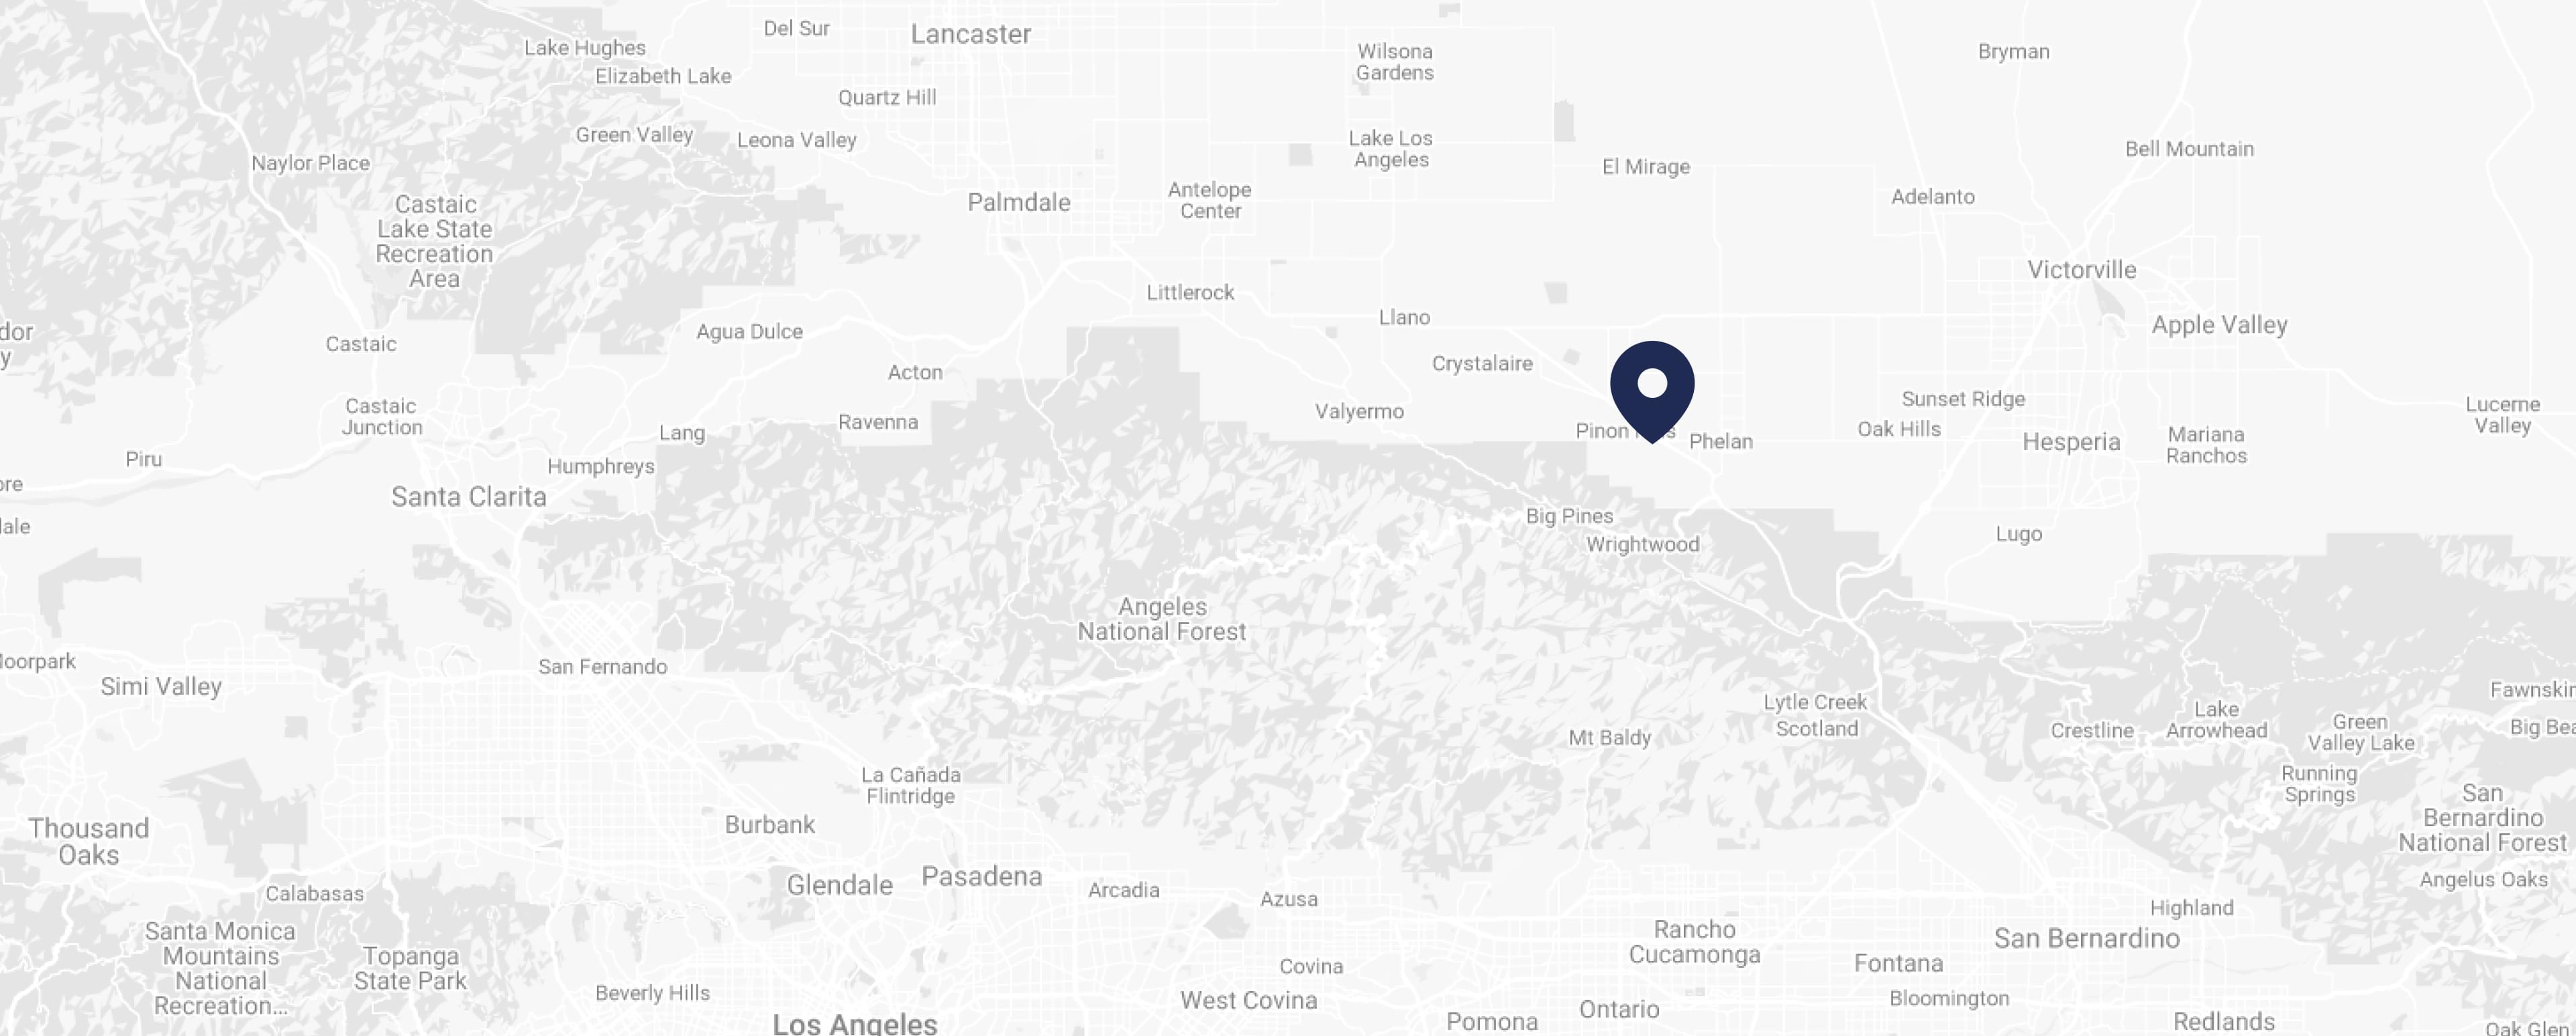 Del Sur
Lancaster
Lake Hughes
Elizabeth Lake
Wilsona
Gardens
Bryman
Quartz Hill
Green Valley
Leona Valley
Lake Los
Angeles
Bell Mountain
Naylor Place
El Mirage
Castaic
Lake State
Recreation
Area
Palmdale
Antelope
Center
Adelanto
Victorville
Littlerock
Llano
Apple Valley
dor
y
Agua Dulce
Castaic
Crystalaire
Acton
Castaic
Junction
Valyermo
Sunset Ridge
Lucerne
Valley
Ravenna
Lang
Pinon
Phelan
Oak Hills
Hesperia
Mariana
Ranchos
Piru
Humphreys
ore
Santa Clarita
Big Pines
dale
Wrightwood
Lugo
Angeles
National Forest
Moorpark
San Fernando
Simi Valley
Fawnskin
Lytle Creek
Scotland
Lake
Arrowhead
Crestline
Green
Valley Lake
Big Bea
Mt Baldy
La Cañada
Flintridge
Running
Springs
San
Bernardino
National Forest
Thousand
Oaks
Burbank
Glendale
Pasadena
Arcadia
Azusa
Angelus Oaks
Calabasas
Highland
Santa Monica
Mountains
National
Recreation...
Topanga
State Park
Rancho
Cucamonga
San Bernardino
Covina
Fontana
Beverly Hills
West Covina
Ontario
Bloomington
Los Angeles
Pomona
Redlands
Oak Glen